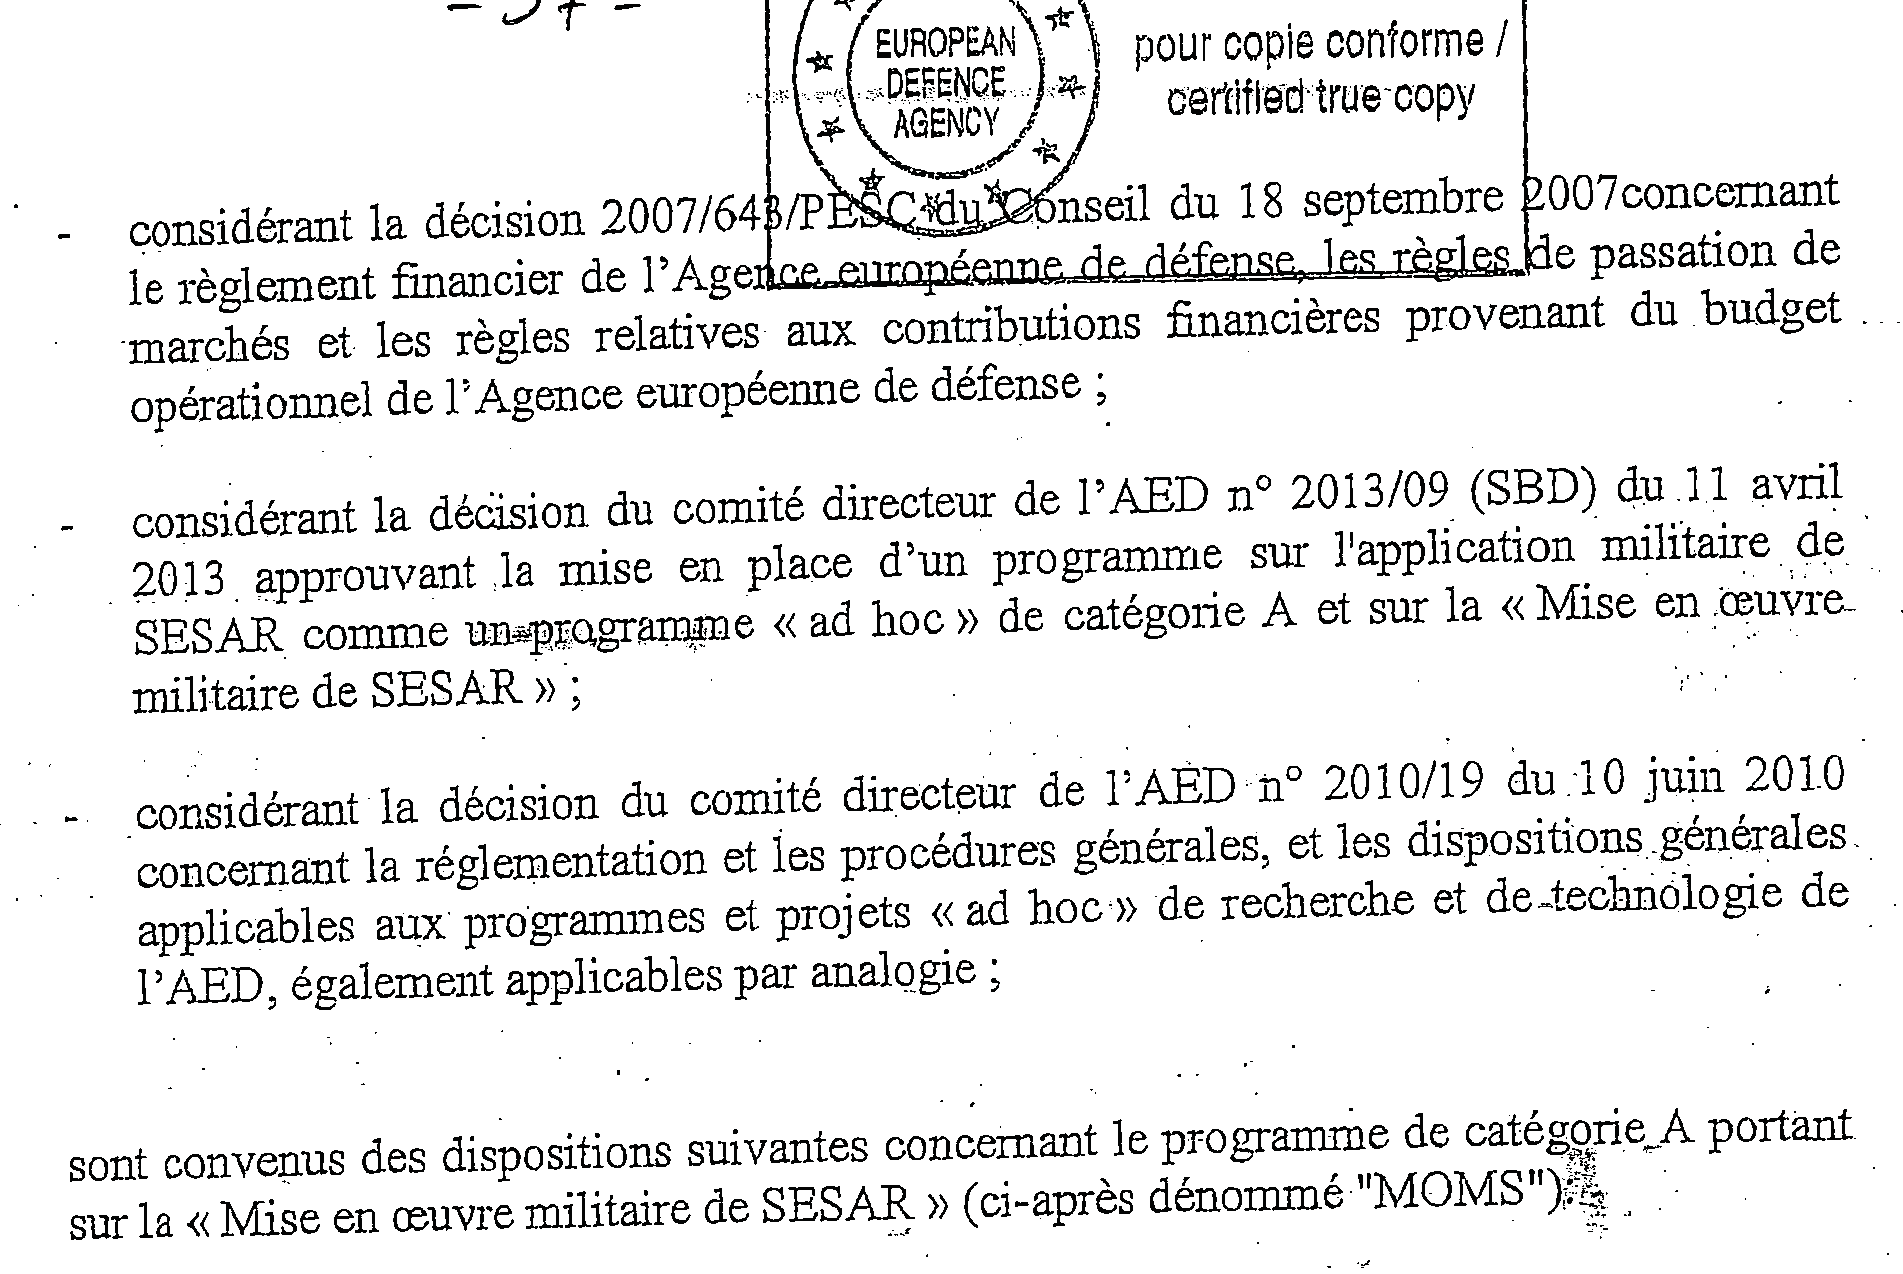 EUROPEAN
DEFENCE
AGENCY
pour copie conforme /
certified true copy
- considérant la décision 2007/643/PESC du Conseil du 18 septembre 2007concernant
le règlement financier de l'Agence européenne de défense, les règles de passation de
marchés et les règles relatives aux contributions financières provenant du budget
opérationnel de l'Agence européenne de défense ;
- considérant la décision du comité directeur de l'AED n° 2013/09 (SBD) du 11 avril
2013 approuvant la mise en place d'un programme sur l'application militaire de
SESAR comme un programme « ad hoc » de catégorie A et sur la « Mise en œuvre
militaire de SESAR » ;
- considérant la décision du comité directeur de l'AED n° 2010/19 du 10 juin 2010
concernant la réglementation et les procédures générales, et les dispositions générales
applicables aux programmes et projets « ad hoc » de recherche et de technologie de
l'AED, également applicables par analogie ;
sont convenus des dispositions suivantes concernant le programme de catégorie A portant
sur la « Mise en œuvre militaire de SESAR » (ci-après dénommé "MOMS"):